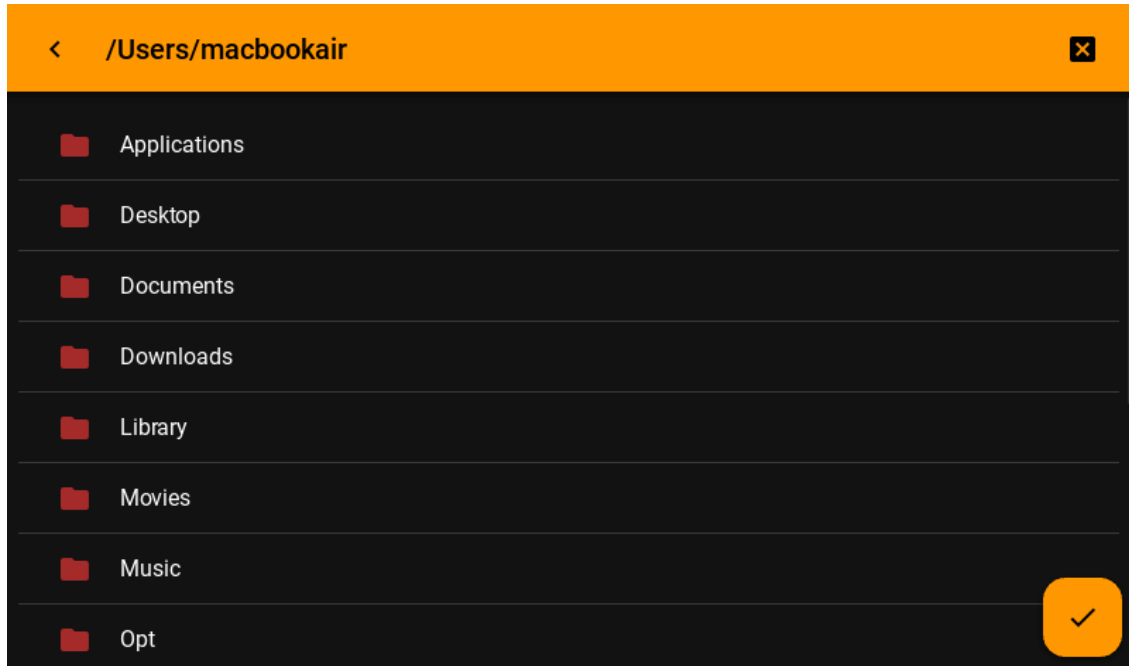 /Users/macbookair
Applications
Desktop
Documents
Downloads
Library
Movies
Music
Opt